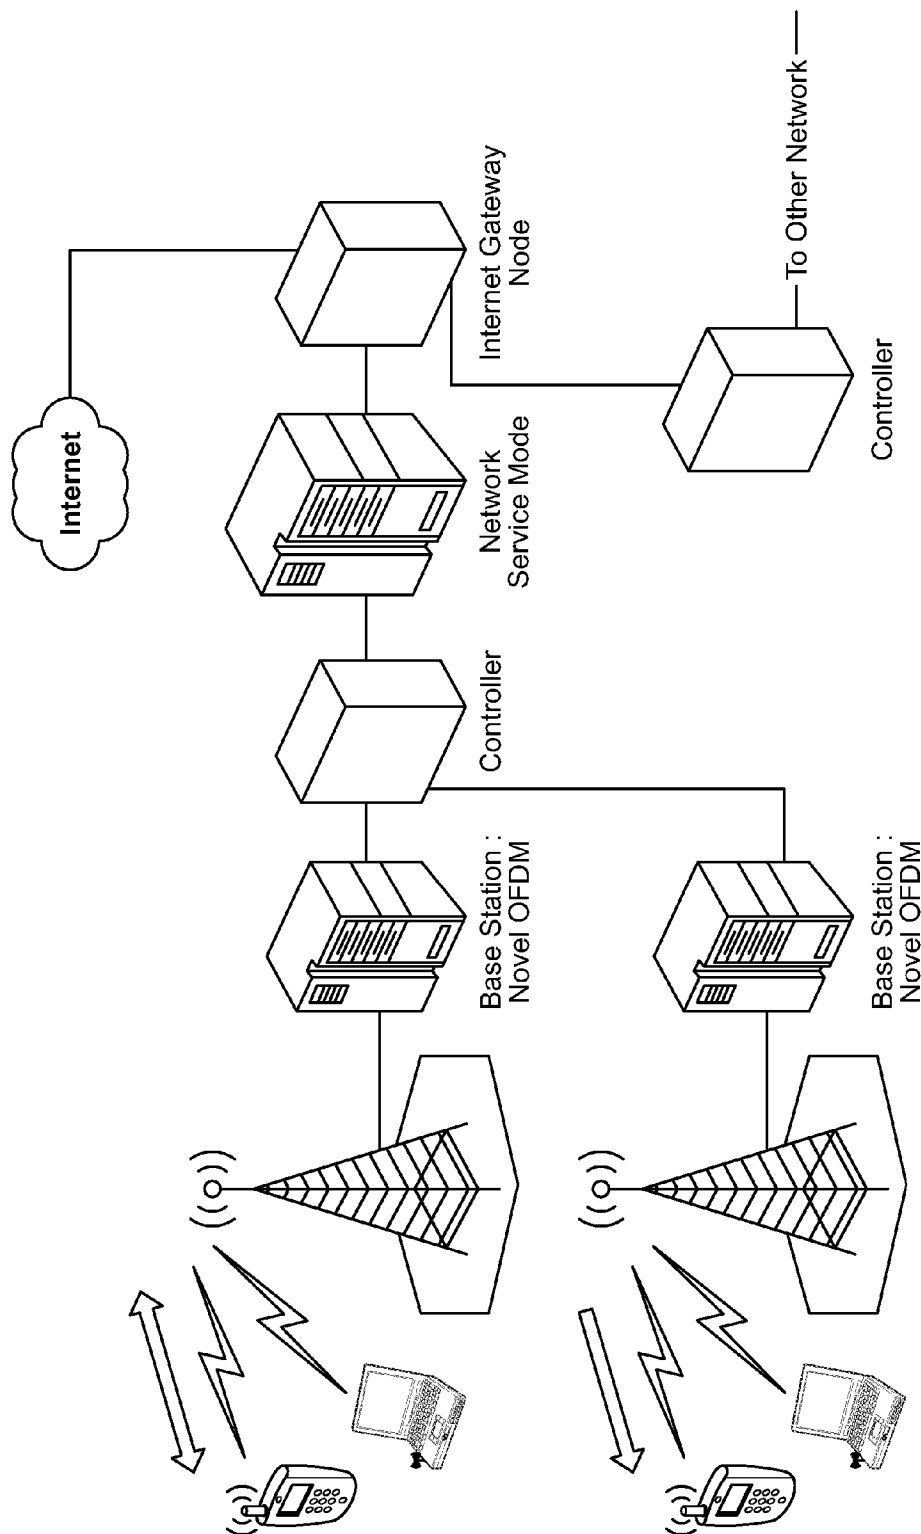 Internet
Base Station :
Novel OFDM
Controller
Network
Service Mode
Internet Gateway
Node
Base Station :
Novel OFDM
Controller
To Other Network